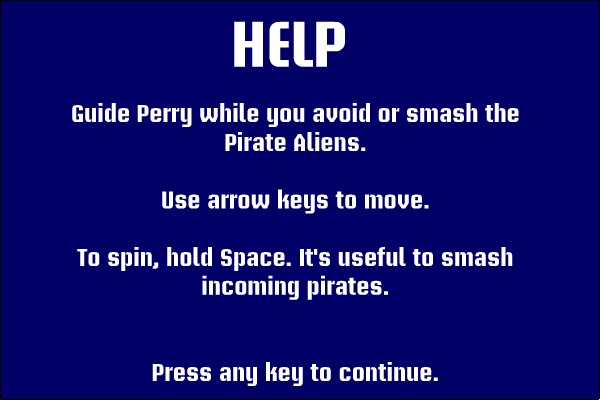 HELP
Guide Perry while you avoid or smash the
Pirate Aliens.
Use arrow keys to move.
To spin, hold Space. It's useful to smash
incoming pirates.
Press any key to continue.